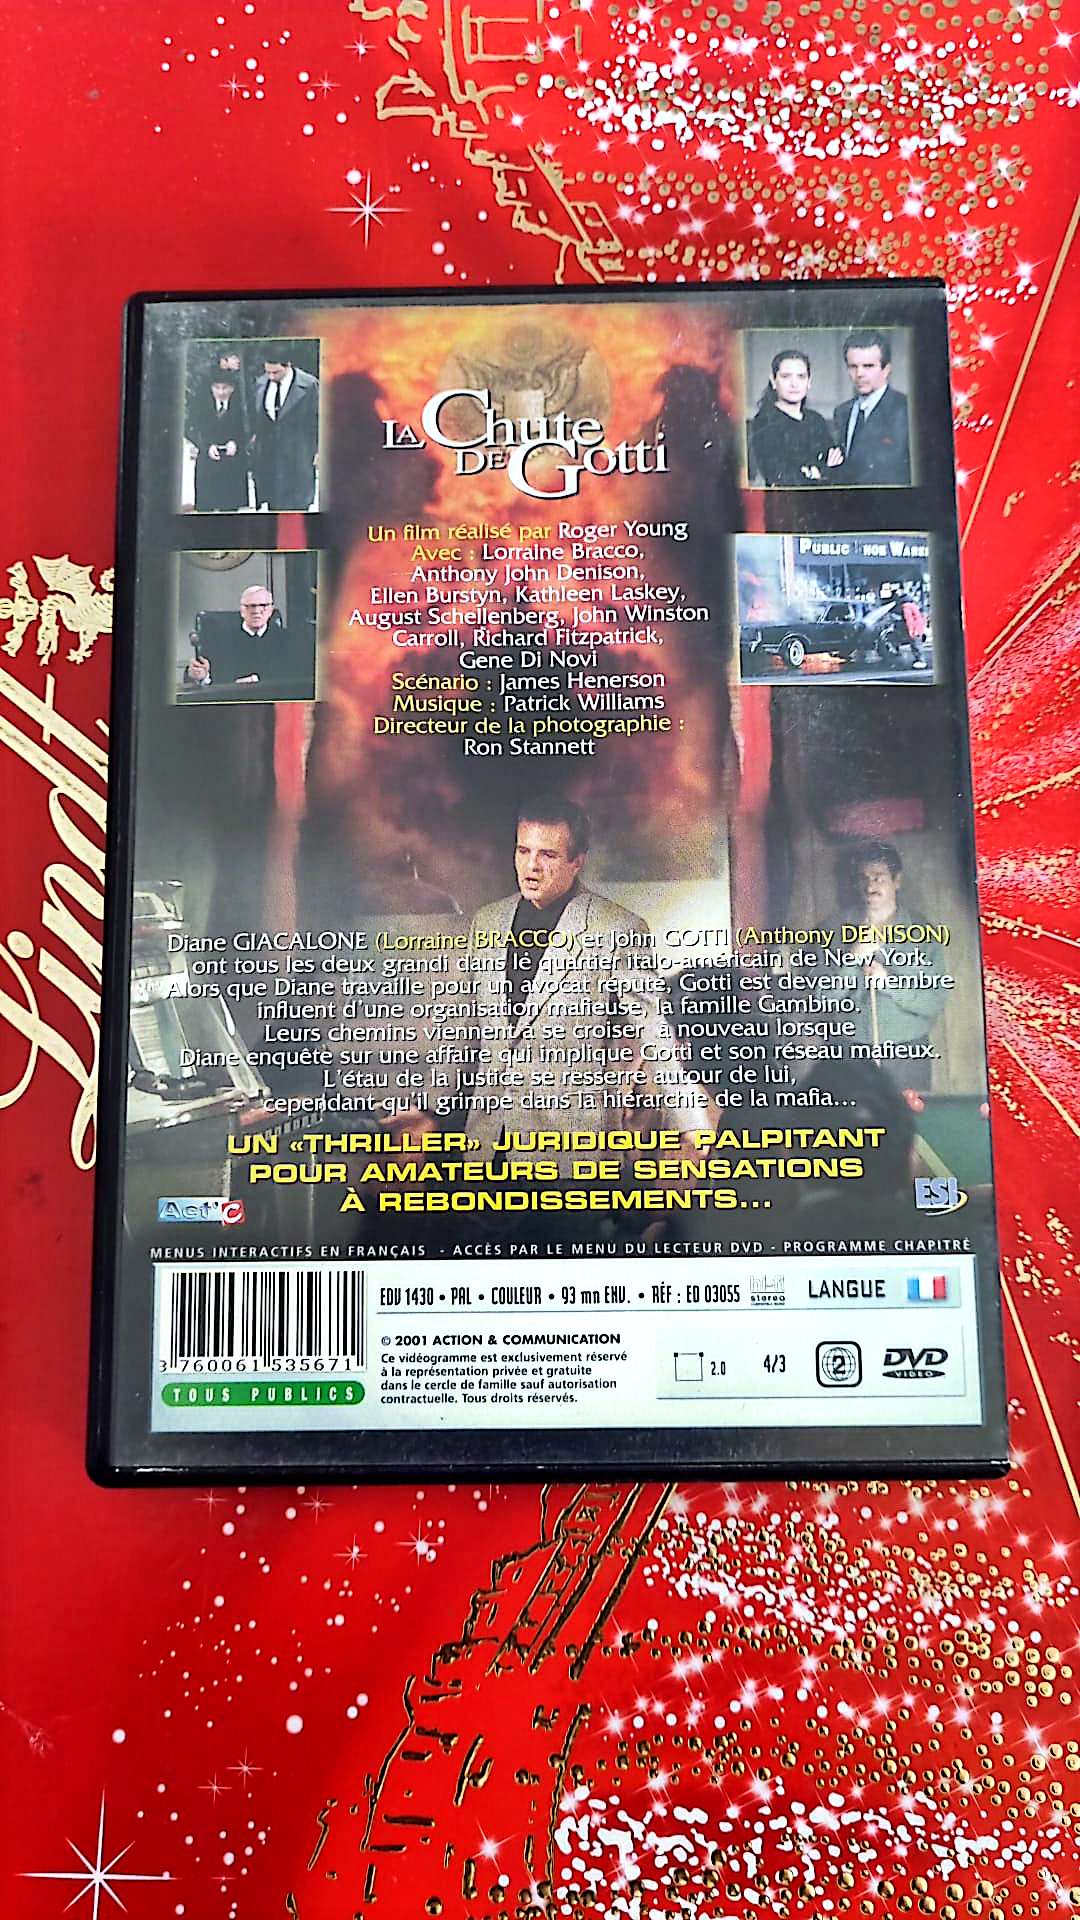 LA Chute
DE Gotti
Un film réalisé par Roger Young
Avec : Lorraine Bracco,
Anthony John Denison,
Ellen Burstyn, Kathleen Laskey,
August Schellenberg, John Winston
Carroll, Richard Fitzpatrick,
Gene Di Novi
Scénario : James Henerson
Musique : Patrick Williams
Directeur de la photographie :
Ron Stannett
PUBLIC
Lindt
Diane GIACALONE (Lorraine BRACCO) et John GOTTI (Anthony DENISON)
ont tous les deux grandi dans le quartier italo-américain de New York.
Alors que Diane travaille pour un avocat réputé, Gotti est devenu membre
influent d'une organisation mafieuse, la famille Gambino.
Leurs chemins viennent à se croiser à nouveau lorsque
Diane enquête sur une affaire qui implique Gotti et son réseau mafieux.
L'étau de la justice se resserre autour de lui,
cependant qu'il grimpe dans la hiérarchie de la mafia...
UN «THRILLER» JURIDIQUE PALPITANT
POUR AMATEURS DE SENSATIONS
À REBONDISSEMENTS...
Act'C
ESI
MENUS INTERACTIFS EN FRANÇAIS - ACCÈS PAR LE MENU DU LECTEUR DVD - PROGRAMME CHAPITRÉ
EDV 1430 • PAL • COULEUR • 93 mn ENV. • RÉF : ED 03055 stereo LANGUE
3 760061 535671
TOUS PUBLICS
© 2001 ACTION & COMMUNICATION
Ce vidéogramme est exclusivement réservé
à la représentation privée et gratuite
dans le cercle de famille sauf autorisation
contractuelle. Tous droits réservés.
2.0 4/3 2 DVD
VIDEO